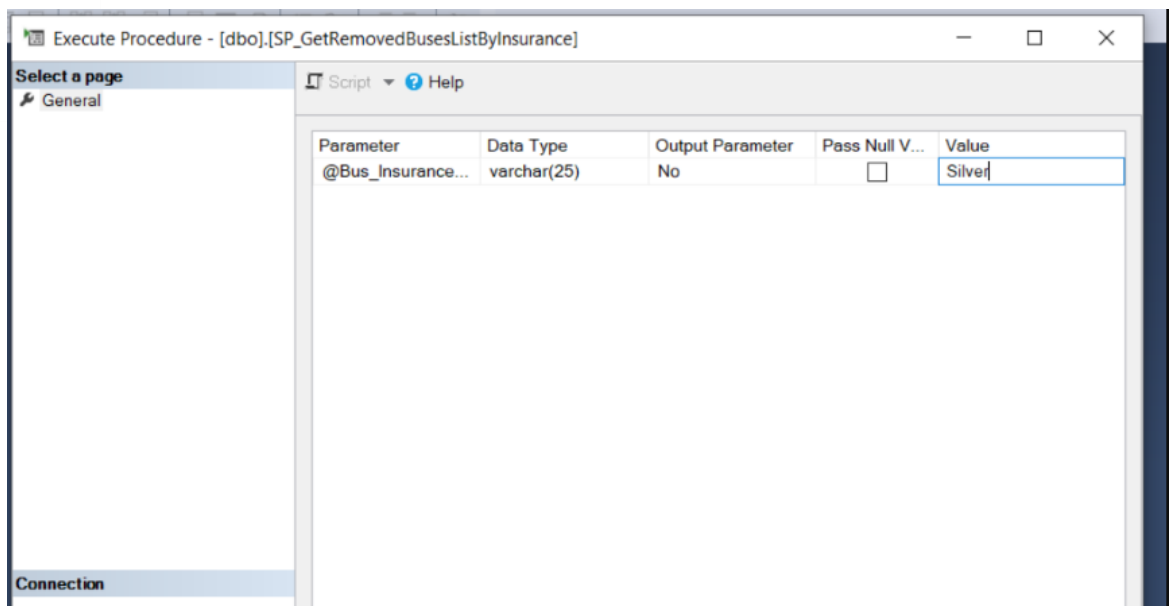 Execute Procedure - [dbo].[SP_GetRemovedBusesListByInsurance]
Select a page
General
Script Help
Parameter Data Type Output Parameter Pass Null V... Value
@Bus_Insurance... varchar(25) No Silver
Connection